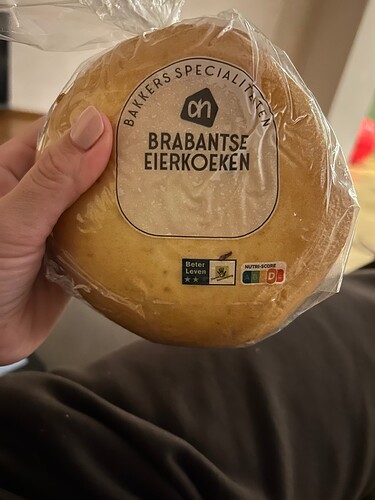 BAKKERS SPECIALITEITEN
ah
BRABANTSE
EIERKOEKEN
Beter
Leven
NUTRI-SCORE
D